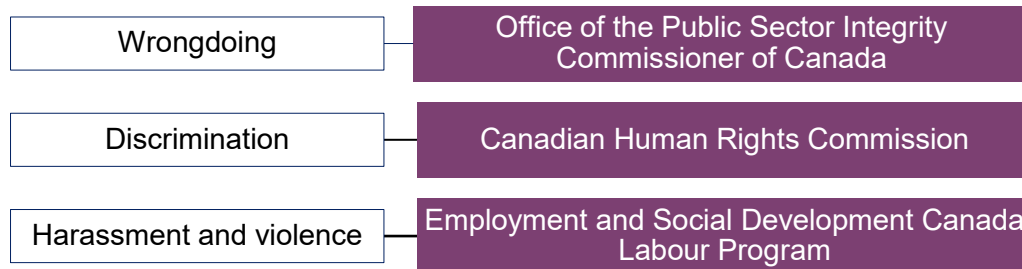 Wrongdoing
Office of the Public Sector Integrity
Commissioner of Canada
Discrimination
Canadian Human Rights Commission
Harassment and violence
Employment and Social Development Canada
Labour Program